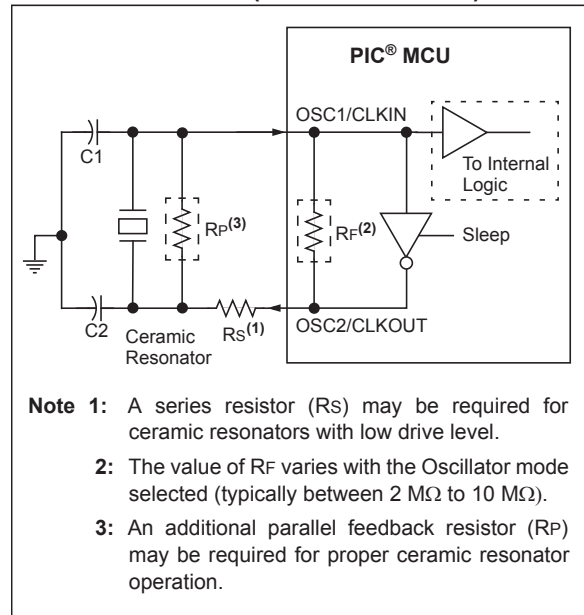 PIC® MCU
OSC1/CLKIN
C1
To Internal
Logic
RP(3)
RF(2)
Sleep
C2
Ceramic
Resonator
RS(1)
OSC2/CLKOUT
Note 1: A series resistor (RS) may be required for
ceramic resonators with low drive level.
2: The value of RF varies with the Oscillator mode
selected (typically between 2 MΩ to 10 MΩ).
3: An additional parallel feedback resistor (RP)
may be required for proper ceramic resonator
operation.